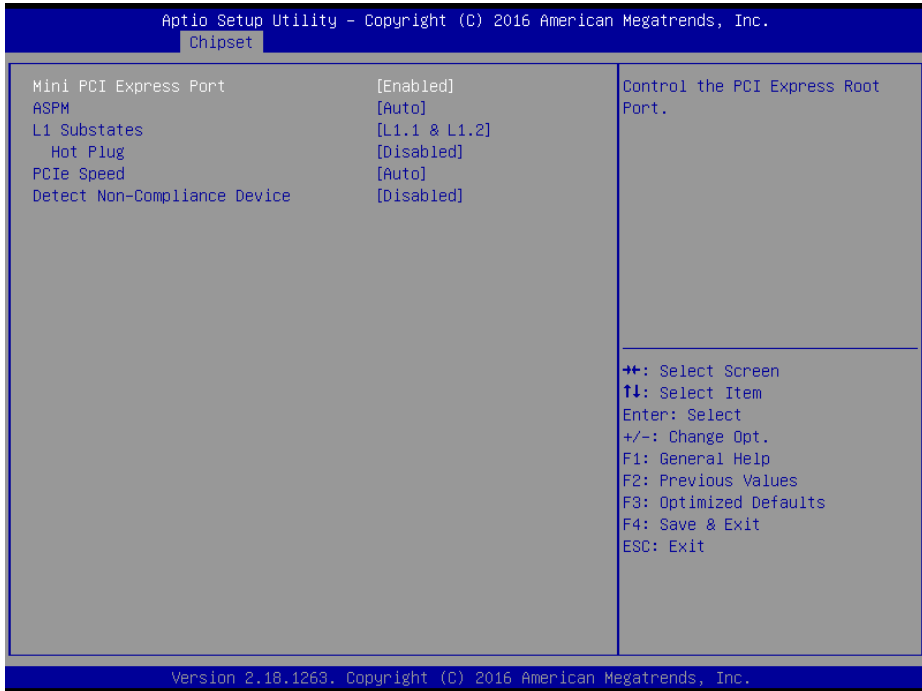 Aptio Setup Utility – Copyright (C) 2016 American Megatrends, Inc.
Chipset
Mini PCI Express Port [Enabled]
ASPM [Auto]
L1 Substates [L1.1 & L1.2]
Hot Plug [Disabled]
PCIe Speed [Auto]
Detect Non-Compliance Device [Disabled]
Control the PCI Express Root
Port.
→←: Select Screen
↑↓: Select Item
Enter: Select
+/-: Change Opt.
F1: General Help
F2: Previous Values
F3: Optimized Defaults
F4: Save & Exit
ESC: Exit
Version 2.18.1263. Copyright (C) 2016 American Megatrends, Inc.